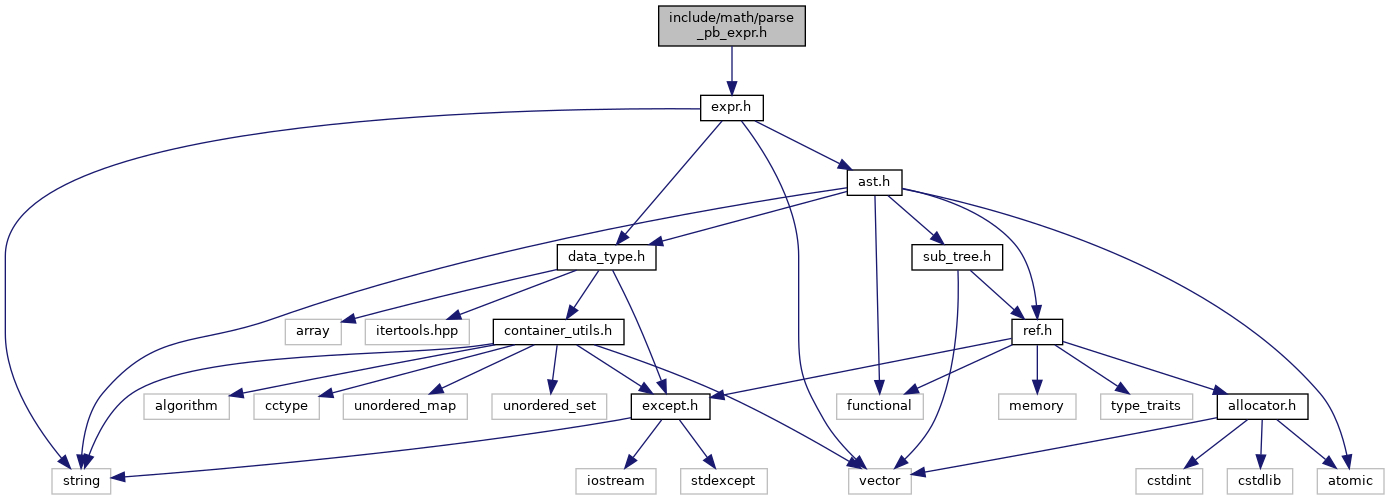 include/math/parse
_pb_expr.h
expr.h
ast.h
data_type.h
sub_tree.h
array
itertools.hpp
container_utils.h
ref.h
algorithm
cctype
unordered_map
unordered_set
except.h
functional
memory
type_traits
allocator.h
string
iostream
stdexcept
vector
cstdint
cstdlib
atomic